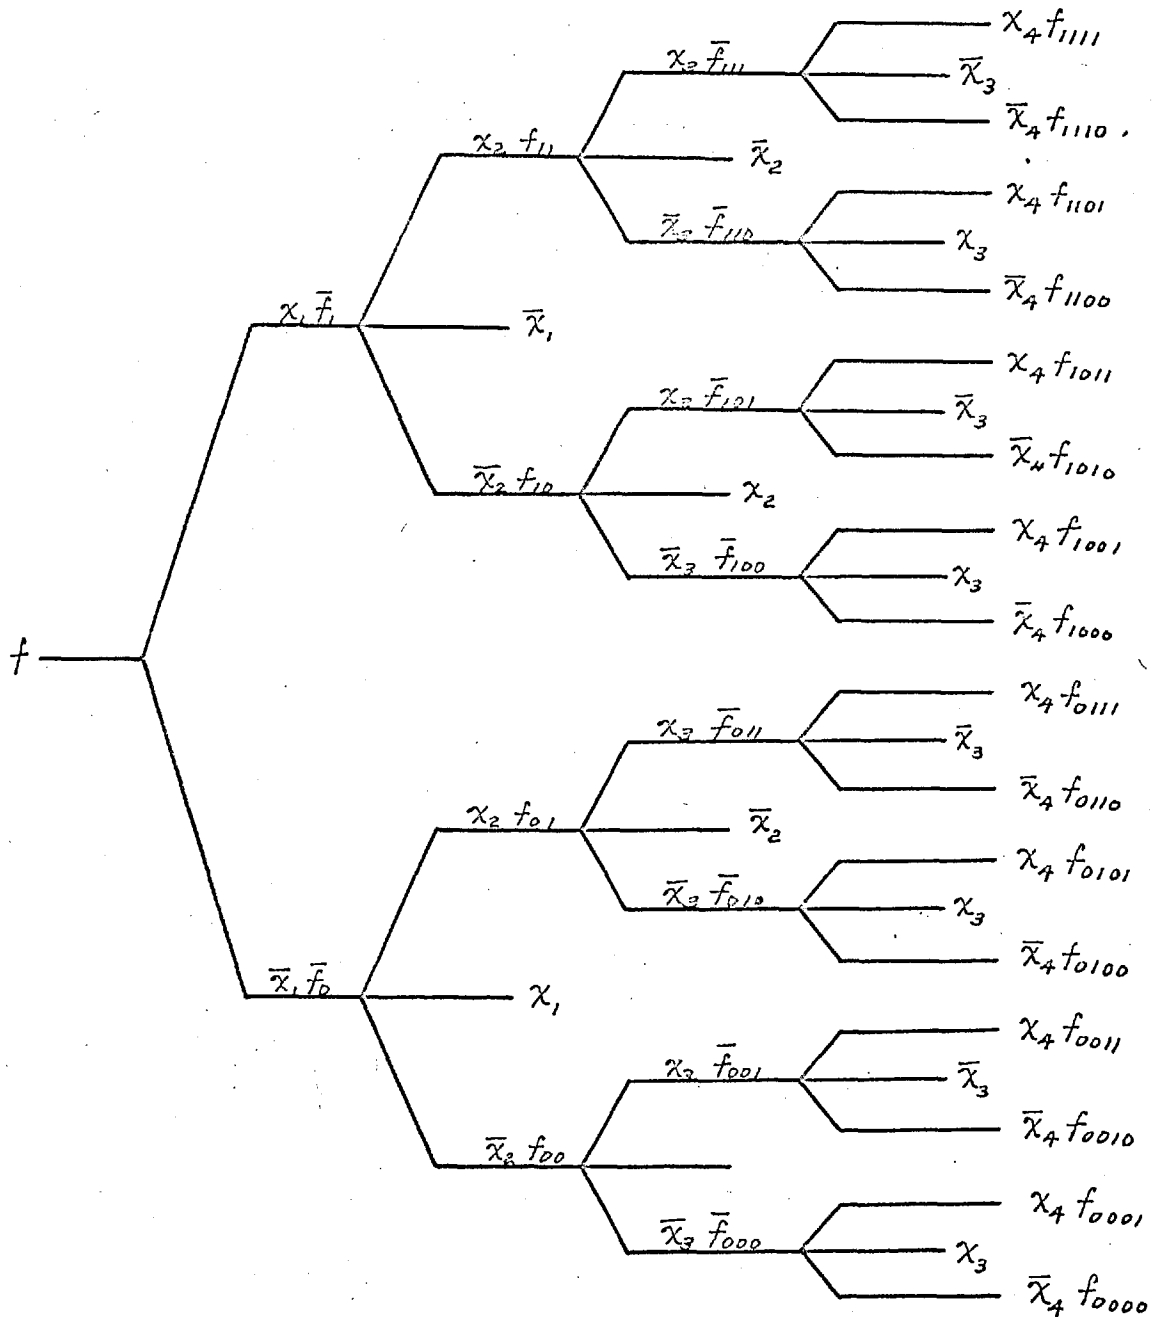 x₄ f₁₁₁₁
x₃ f̅₁₁₁
x̅₃
x̅₄ f₁₁₁₀
x₂ f₁₁
x̅₂
x₄ f₁₁₀₁
x̅₃ f̅₁₁₀
x₃
x̅₄ f₁₁₀₀
x₁ f̅₁
x̅₁
x₄ f₁₀₁₁
x₃ f̅₁₀₁
x̅₃
x̅₄ f₁₀₁₀
x̅₂ f₁₀
x₂
x₄ f₁₀₀₁
x̅₃ f̅₁₀₀
x₃
x̅₄ f₁₀₀₀
f
x₄ f₀₁₁₁
x₃ f̅₀₁₁
x̅₃
x̅₄ f₀₁₁₀
x₂ f₀₁
x̅₂
x₄ f₀₁₀₁
x̅₃ f̅₀₁₀
x₃
x̅₄ f₀₁₀₀
x̅₁ f̅₀
x₁
x₄ f₀₀₁₁
x₃ f̅₀₀₁
x̅₃
x̅₄ f₀₀₁₀
x̅₂ f₀₀
x₄ f₀₀₀₁
x̅₃ f̅₀₀₀
x₃
x̅₄ f₀₀₀₀